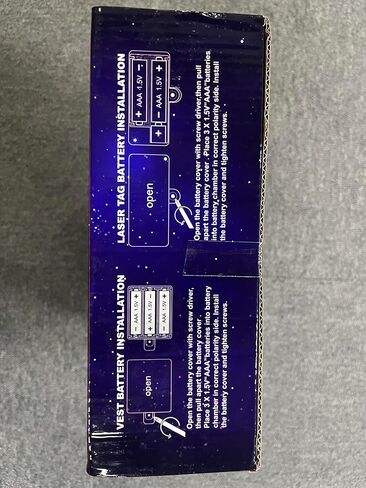 VEST BATTERY INSTALLATION
open
- AAA 1.5V +
+ AAA 1.5V -
- AAA 1.5V +
Open the battery cover with screw driver,
then pull apart the battery cover .
Place 3 X 1.5V"AAA"batteries into battery
chamber in correct polarity side. Install
the battery cover and tighten screws.
LASER TAG BATTERY INSTALLATION
open
+ AAA 1.5V -
- AAA 1.5V +
- +
Open the battery cover with screw driver,then pull
apart the battery cover . Place 3 X 1.5V"AAA"batteries
into battery chamber in correct polarity side. Install
the battery cover and tighten screws.